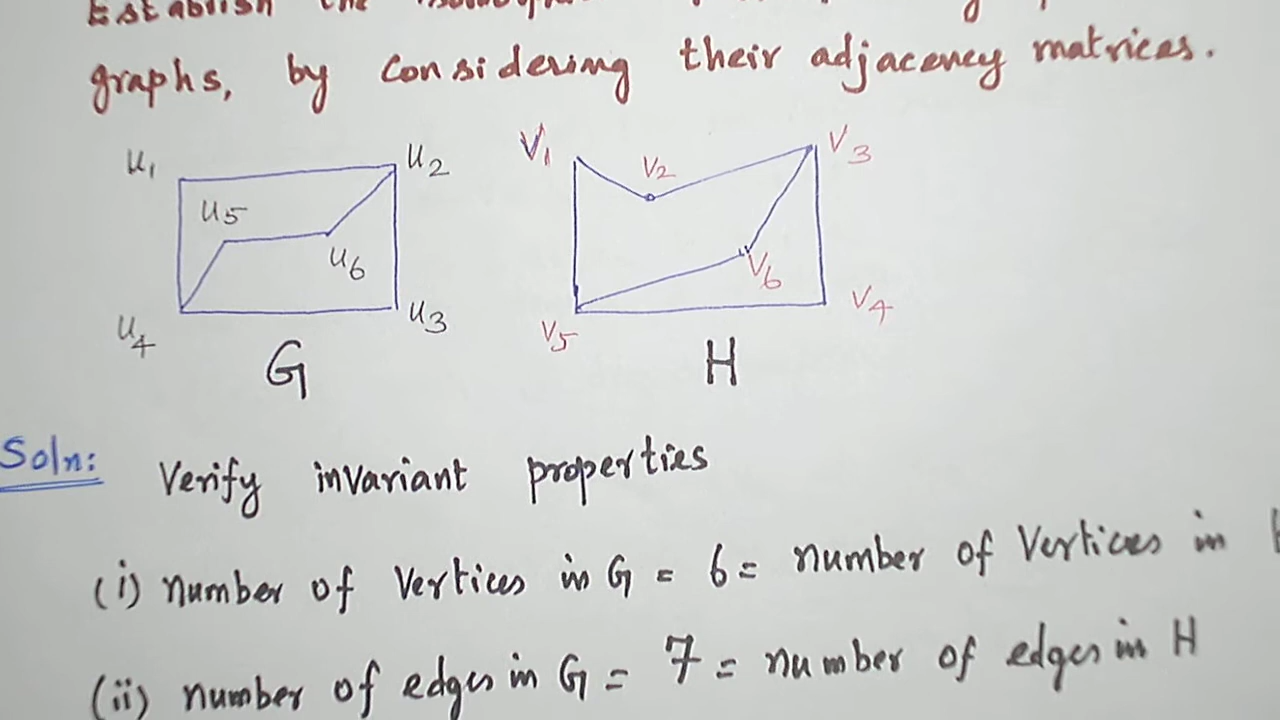 Establish the
graphs, by Considering their adjacency matrices.
u1 u2 V1 V2 V3
u5
u6 V6
u4 u3 V5 V4
G H
Soln: Verify invariant properties
(i) number of Vertices in G = 6 = number of Vertices in
(ii) number of edges in G = 7 = number of edges in H